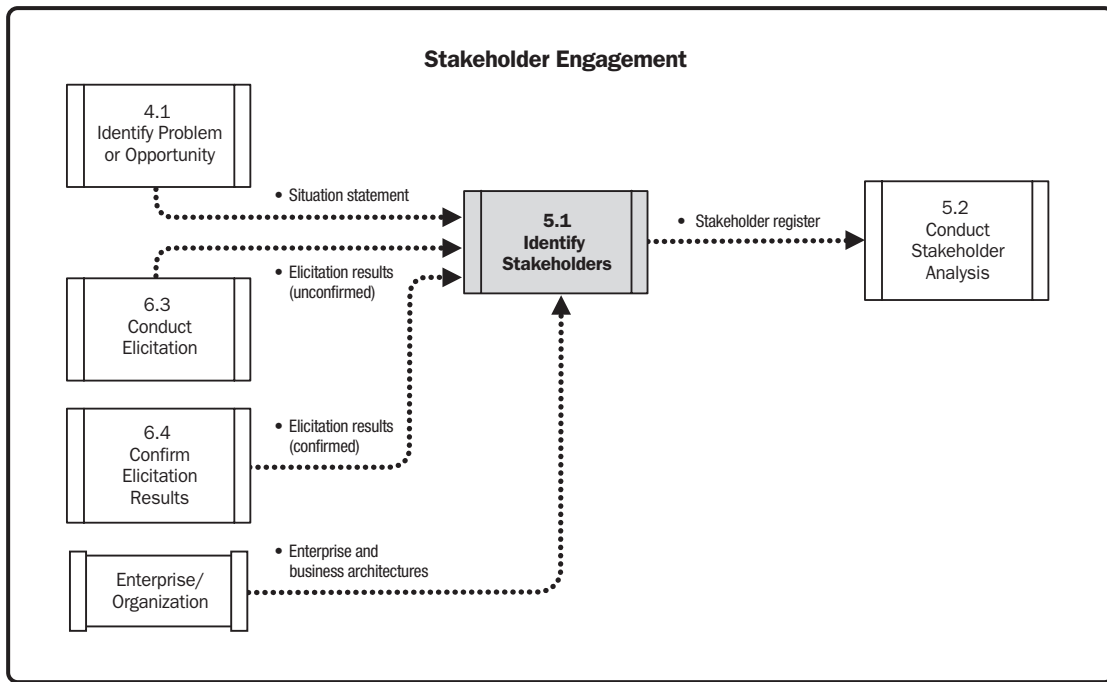 Stakeholder Engagement
4.1
Identify Problem
or Opportunity
• Situation statement
5.1
Identify
Stakeholders
• Stakeholder register
5.2
Conduct
Stakeholder
Analysis
6.3
Conduct
Elicitation
• Elicitation results
(unconfirmed)
6.4
Confirm
Elicitation
Results
• Elicitation results
(confirmed)
Enterprise/
Organization
• Enterprise and
business architectures